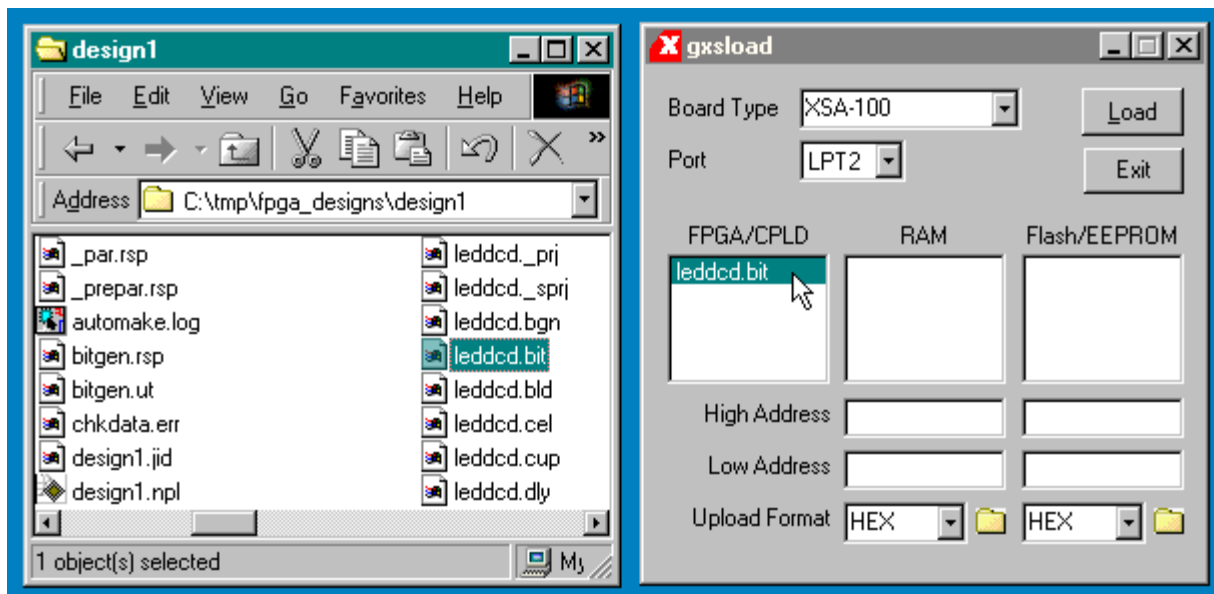 design1
File Edit View Go Favorites Help
»
Address C:\tmp\fpga_designs\design1
_par.rsp
_prepar.rsp
automake.log
bitgen.rsp
bitgen.ut
chkdata.err
design1.jid
design1.npl
leddcd._prj
leddcd._sprj
leddcd.bgn
leddcd.bit
leddcd.bld
leddcd.cel
leddcd.cup
leddcd.dly
1 object(s) selected My
gxsload
Board Type XSA-100 Load
Port LPT2 Exit
FPGA/CPLD RAM Flash/EEPROM
leddcd.bit
High Address
Low Address
Upload Format HEX HEX